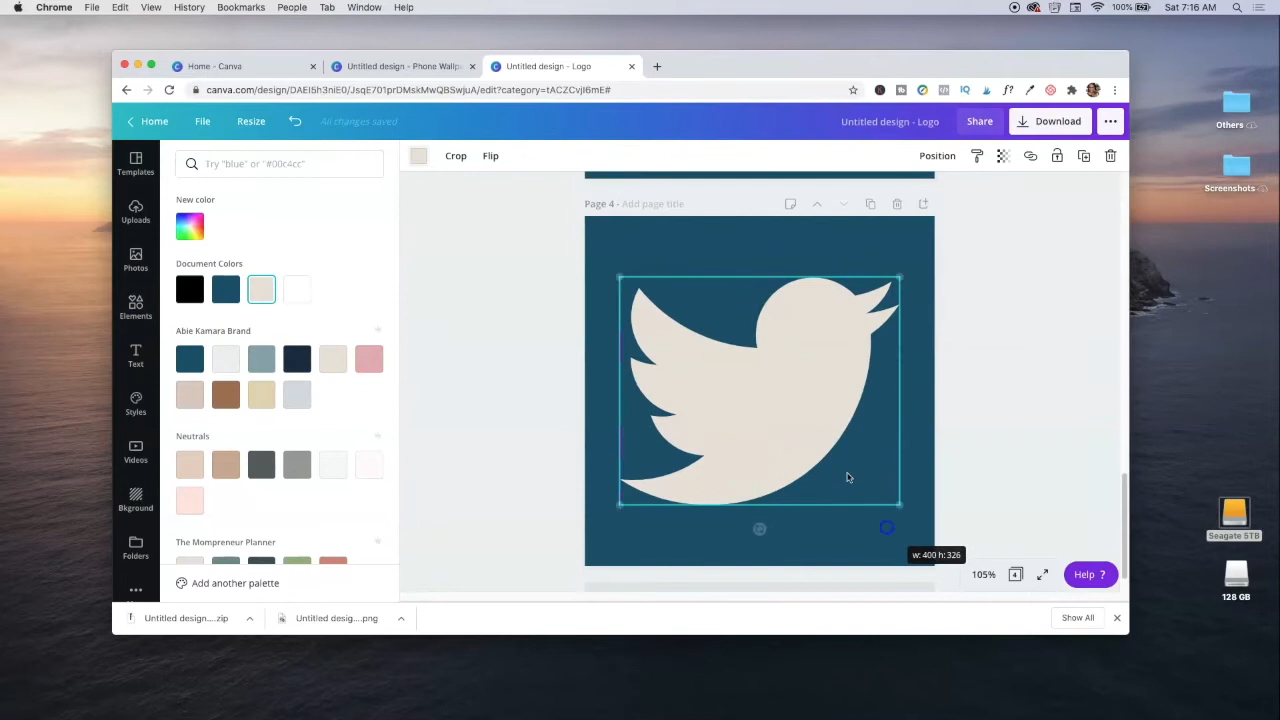 Chrome File Edit View History Bookmarks People Tab Window Help
100% Sat 7:16 AM
Home - Canva
Untitled design - Phone Wallpa
Untitled design - Logo
canva.com/design/DAEI5h3niE0/JsqE701prDMskMwQBSwjuA/edit?category=tACZCvjI6mE#
Home File Resize All changes saved
Untitled design - Logo Share Download
Templates
Uploads
Photos
Elements
Text
Styles
Videos
Bkground
Folders
Try "blue" or "#00c4cc"
New color
Document Colors
Abie Kamara Brand
Neutrals
The Mompreneur Planner
Add another palette
Crop Flip
Position
Page 4 - Add page title
w: 400 h: 326
105%
4
Help ?
Untitled design....zip
Untitled desig....png
Show All
Others
Screenshots
Seagate 5TB
128 GB